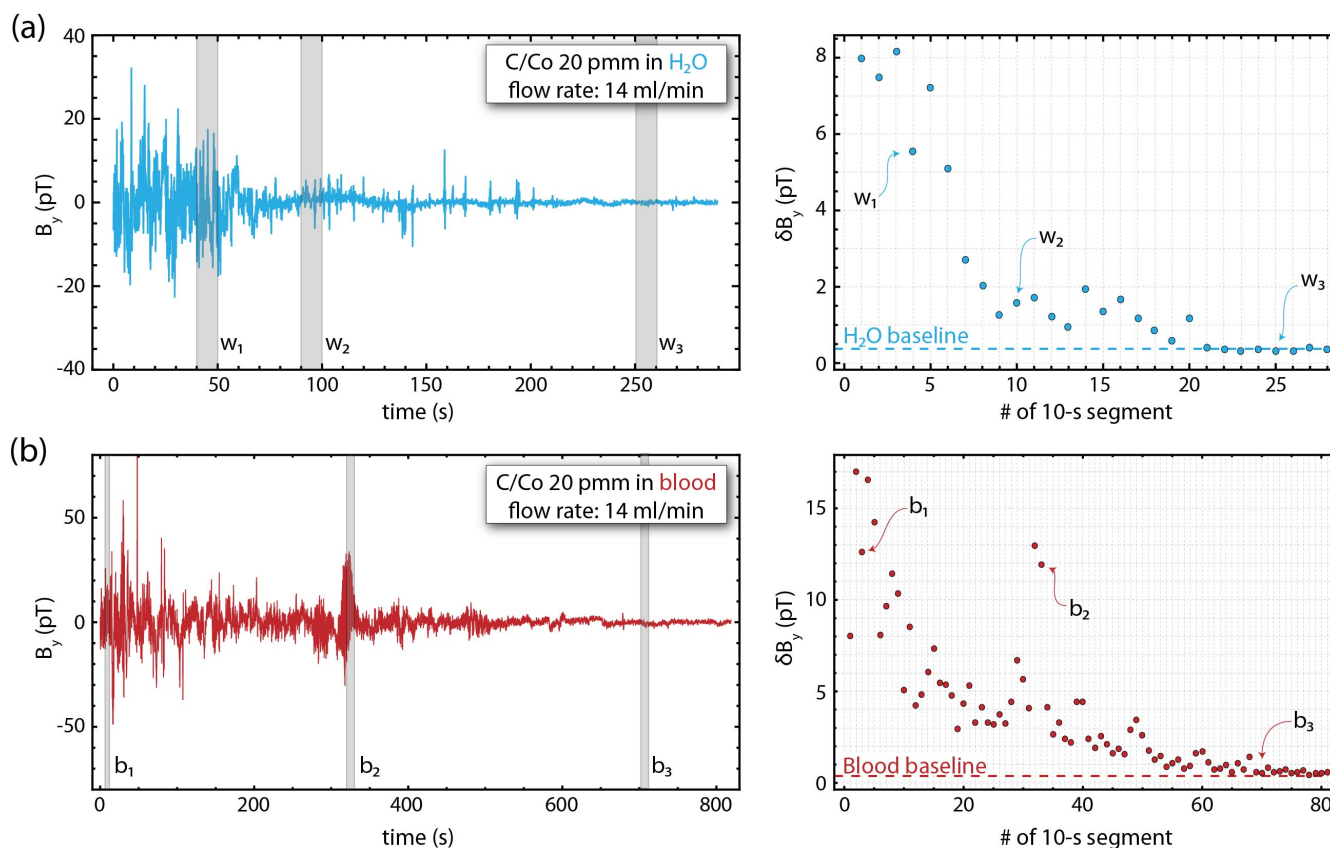 (a)
40
20
0
-20
-40
B_y (pT)
C/Co 20 pmm in H₂O
flow rate: 14 ml/min
w₁
w₂
w₃
0
50
100
150
200
250
time (s)
8
6
4
2
0
δB_y (pT)
w₁
w₂
w₃
H₂O baseline
0
5
10
15
20
25
# of 10-s segment
(b)
50
0
-50
B_y (pT)
C/Co 20 pmm in blood
flow rate: 14 ml/min
b₁
b₂
b₃
0
200
400
600
800
time (s)
15
10
5
0
δB_y (pT)
b₁
b₂
b₃
Blood baseline
0
20
40
60
80
# of 10-s segment